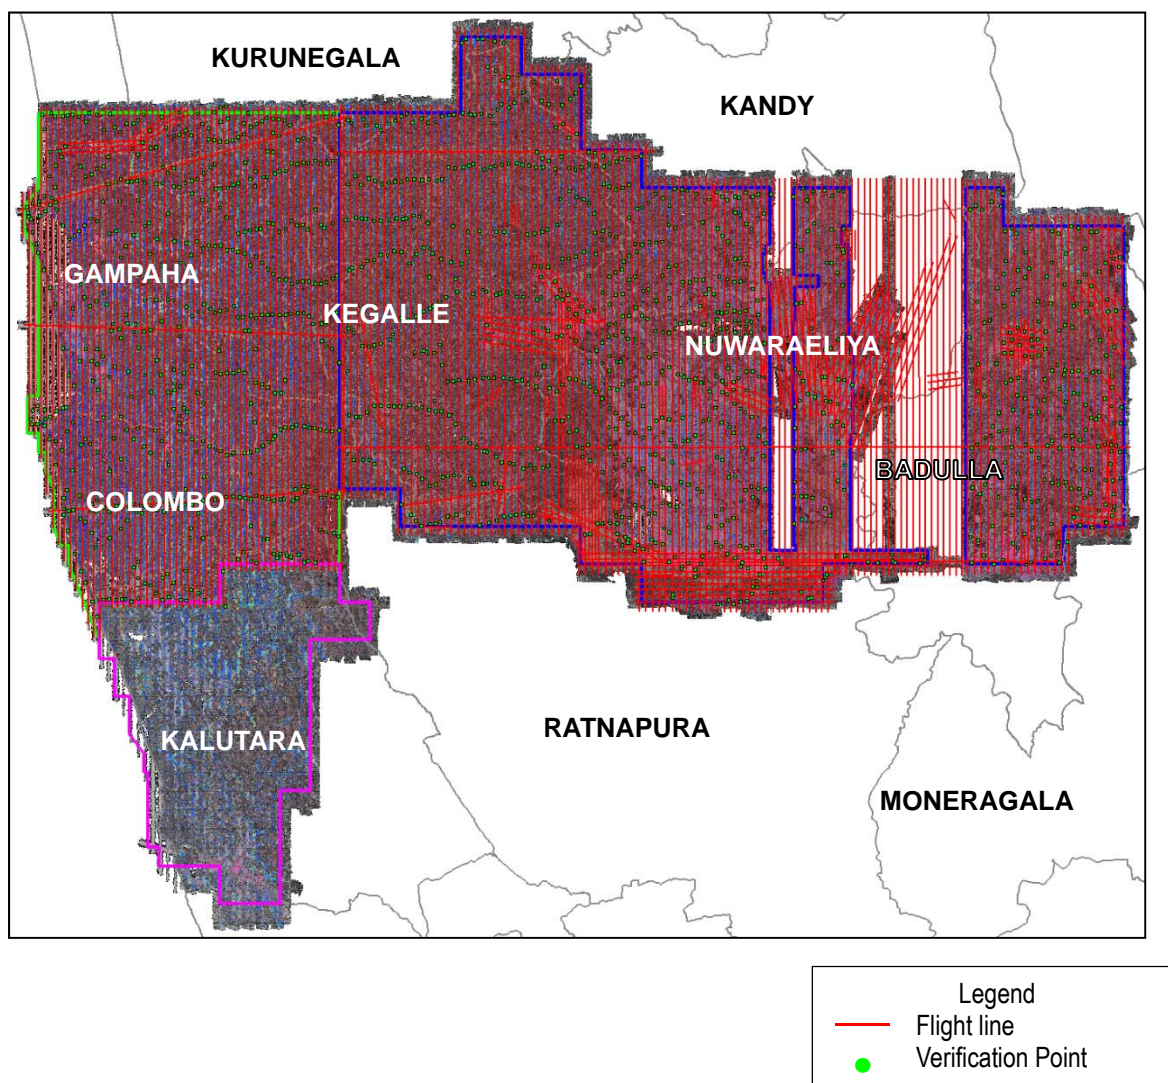 KURUNEGALA
KANDY
GAMPAHA
KEGALLE
NUWARAELIYA
BADULLA
COLOMBO
RATNAPURA
KALUTARA
MONERAGALA
Legend
Flight line
Verification Point